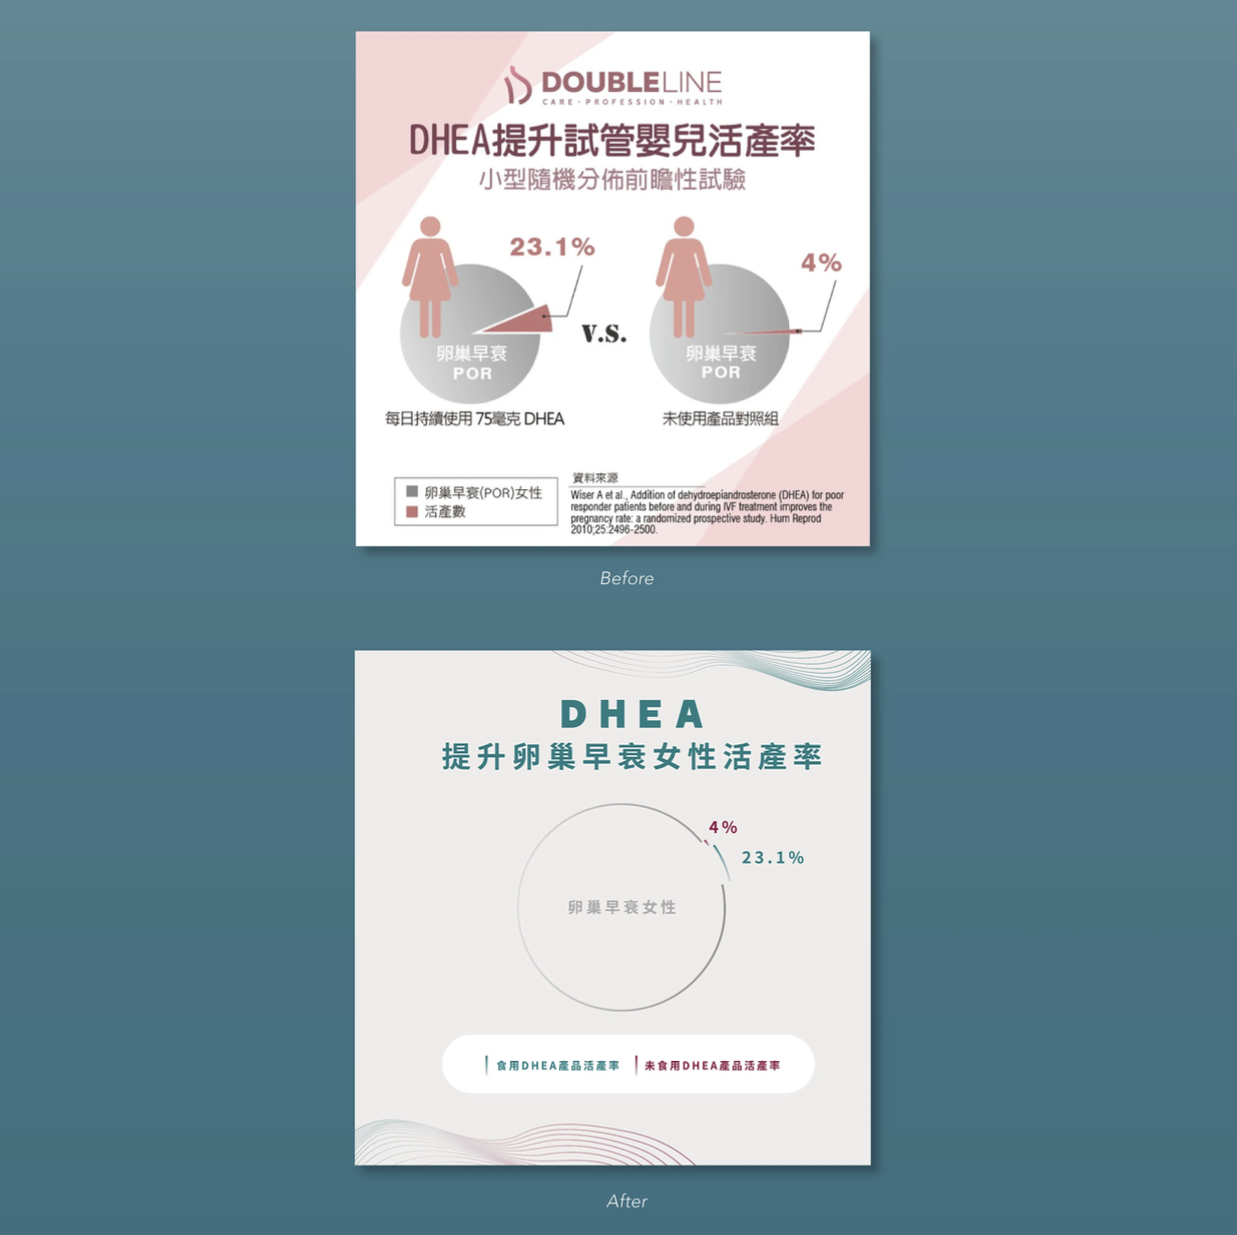 DOUBLELINE
CARE · PROFESSION · HEALTH
DHEA提升試管嬰兒活產率
小型隨機分佈前瞻性試驗
23.1%
4%
v.s.
卵巢早衰
POR
卵巢早衰
POR
每日持續使用 75毫克 DHEA
未使用產品對照組
卵巢早衰(POR)女性
活產數
資料來源
Wiser A et al., Addition of dehydroepiandrosterone (DHEA) for poor
responder patients before and during IVF treatment improves the
pregnancy rate: a randomized prospective study. Hum Reprod
2010;25:2496-2500.
Before
DHEA
提升卵巢早衰女性活產率
4%
23.1%
卵巢早衰女性
食用DHEA產品活產率
未食用DHEA產品活產率
After